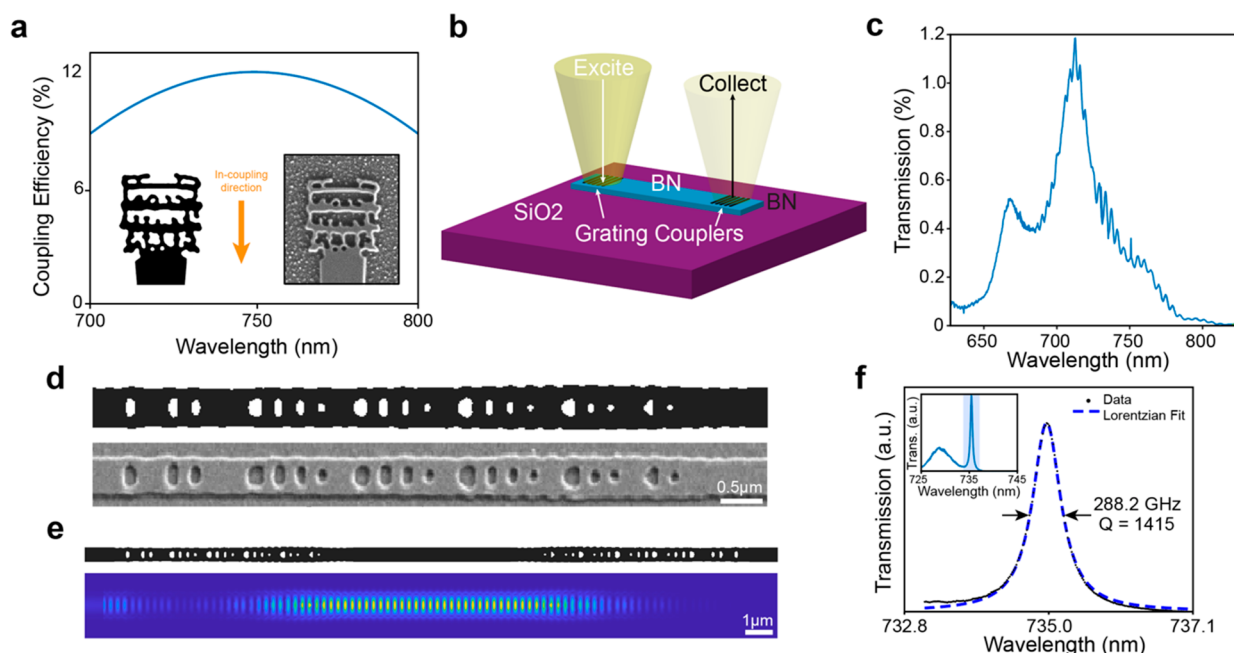 a
Coupling Efficiency (%)
12
6
0
700
750
800
Wavelength (nm)
In-coupling
direction
b
Excite
Collect
BN
BN
SiO2
Grating Couplers
c
Transmission (%)
1.2
1.0
0.8
0.6
0.4
0.2
0
650
700
750
800
Wavelength (nm)
d
0.5μm
e
1μm
f
Transmission (a.u.)
Trans. (a.u.)
725
735
745
Wavelength (nm)
Data
Lorentzian Fit
288.2 GHz
Q = 1415
732.8
735.0
737.1
Wavelength (nm)